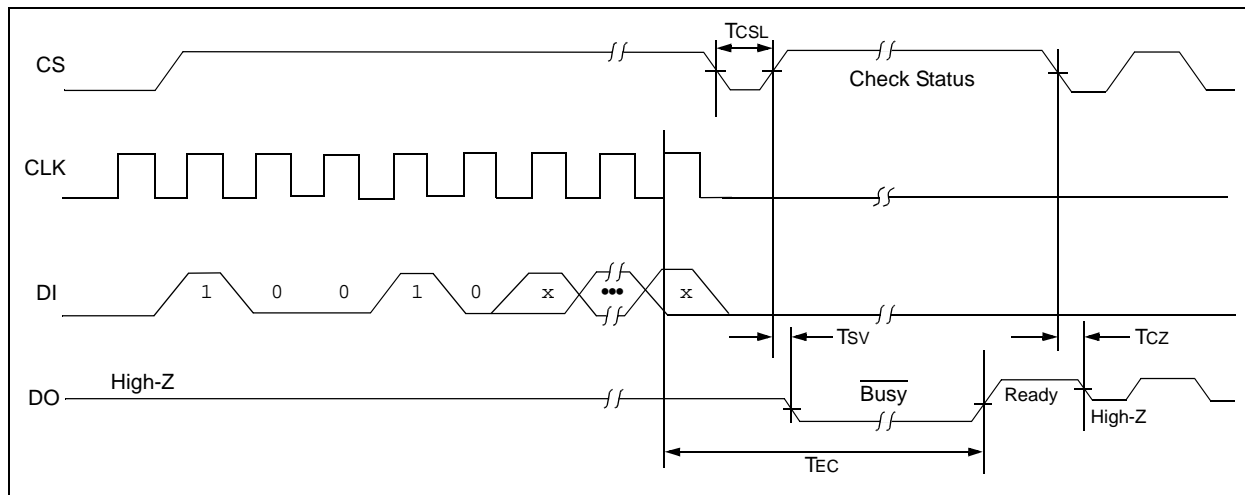 TCSL
CS
Check Status
CLK
DI
1 0 0 1 0 x ••• x
TSV
TCZ
High-Z
DO
Busy
Ready
High-Z
TEC